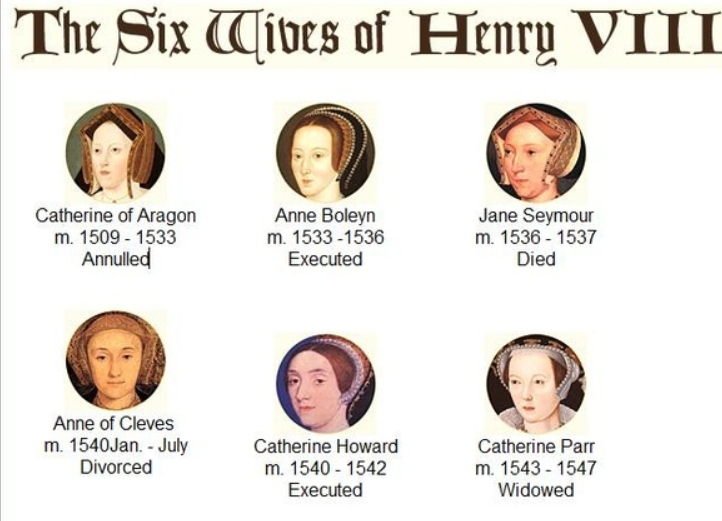 The Six Wives of Henry VIII
Catherine of Aragon
m. 1509 - 1533
Annulled
Anne Boleyn
m. 1533 -1536
Executed
Jane Seymour
m. 1536 - 1537
Died
Anne of Cleves
m. 1540Jan. - July
Divorced
Catherine Howard
m. 1540 - 1542
Executed
Catherine Parr
m. 1543 - 1547
Widowed